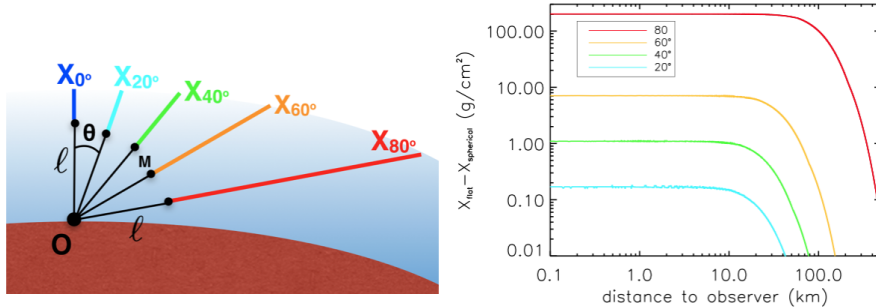 X0°
X20°
X40°
X60°
X80°
θ
ℓ
M
O
ℓ
Xflat−Xspherical (g/cm²)
100.00
10.00
1.00
0.10
0.01
80
60°
40°
20°
0.1
1.0
10.0
100.0
distance to observer (km)